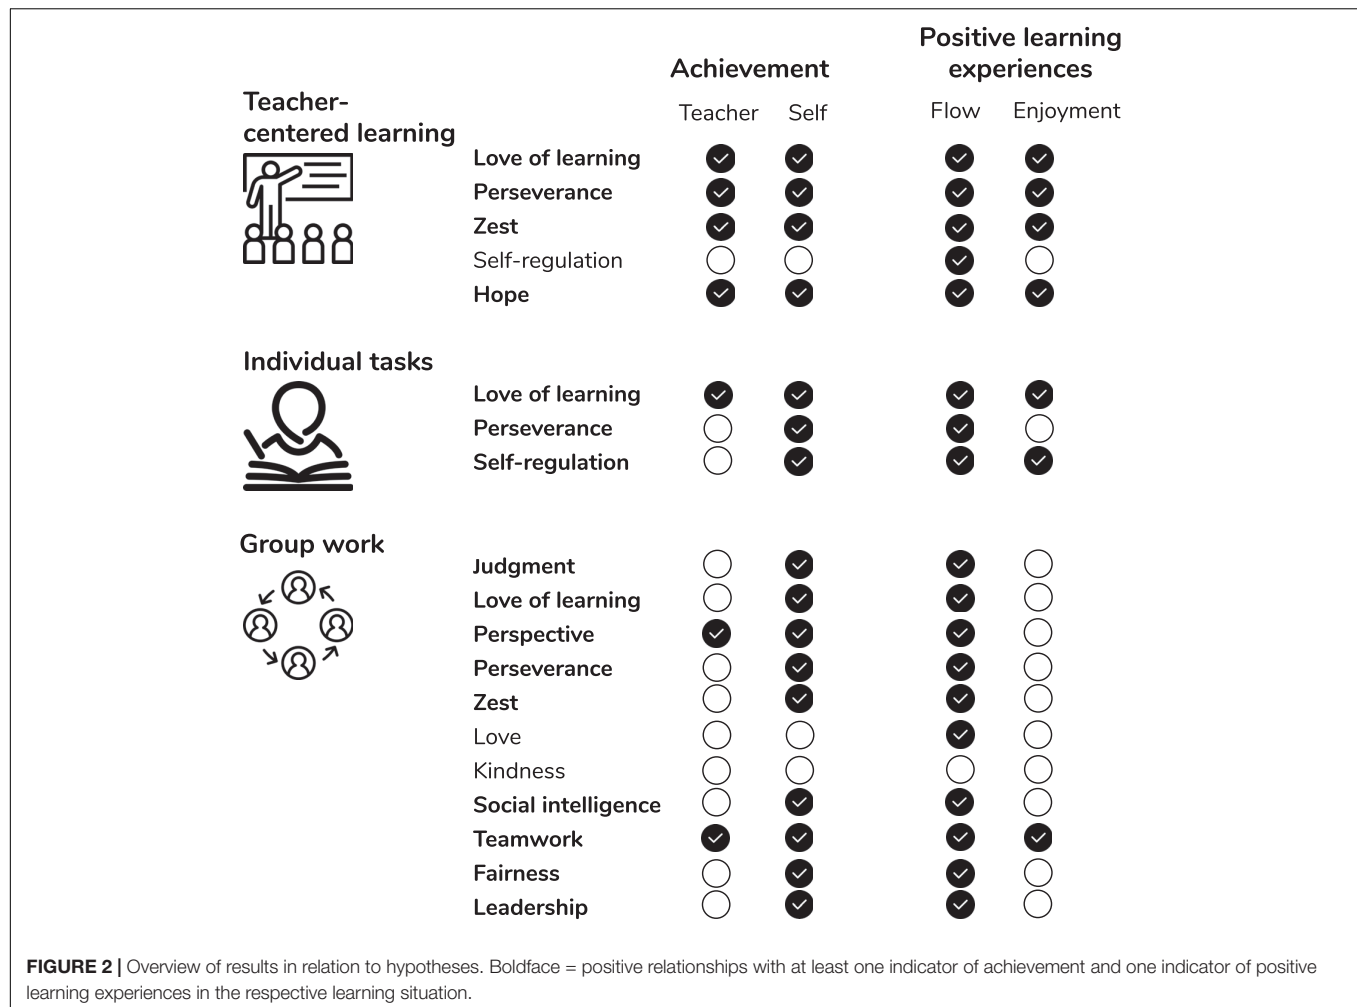 Positive learning
experiences
Achievement
Teacher Self Flow Enjoyment
Teacher-
centered learning
Love of learning
Perseverance
Zest
Self-regulation
Hope
Individual tasks
Love of learning
Perseverance
Self-regulation
Group work
Judgment
Love of learning
Perspective
Perseverance
Zest
Love
Kindness
Social intelligence
Teamwork
Fairness
Leadership
FIGURE 2 | Overview of results in relation to hypotheses. Boldface = positive relationships with at least one indicator of achievement and one indicator of positive
learning experiences in the respective learning situation.